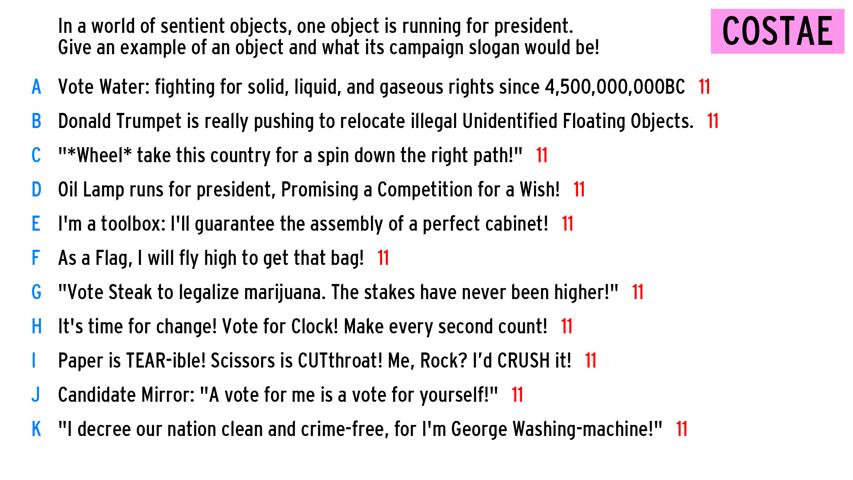 In a world of sentient objects, one object is running for president.
Give an example of an object and what its campaign slogan would be!
COSTAE
A Vote Water: fighting for solid, liquid, and gaseous rights since 4,500,000,000BC 11
B Donald Trumpet is really pushing to relocate illegal Unidentified Floating Objects. 11
C "*Wheel* take this country for a spin down the right path!" 11
D Oil Lamp runs for president, Promising a Competition for a Wish! 11
E I'm a toolbox: I'll guarantee the assembly of a perfect cabinet! 11
F As a Flag, I will fly high to get that bag! 11
G "Vote Steak to legalize marijuana. The stakes have never been higher!" 11
H It's time for change! Vote for Clock! Make every second count! 11
I Paper is TEAR-ible! Scissors is CUTthroat! Me, Rock? I’d CRUSH it! 11
J Candidate Mirror: "A vote for me is a vote for yourself!" 11
K "I decree our nation clean and crime-free, for I'm George Washing-machine!" 11